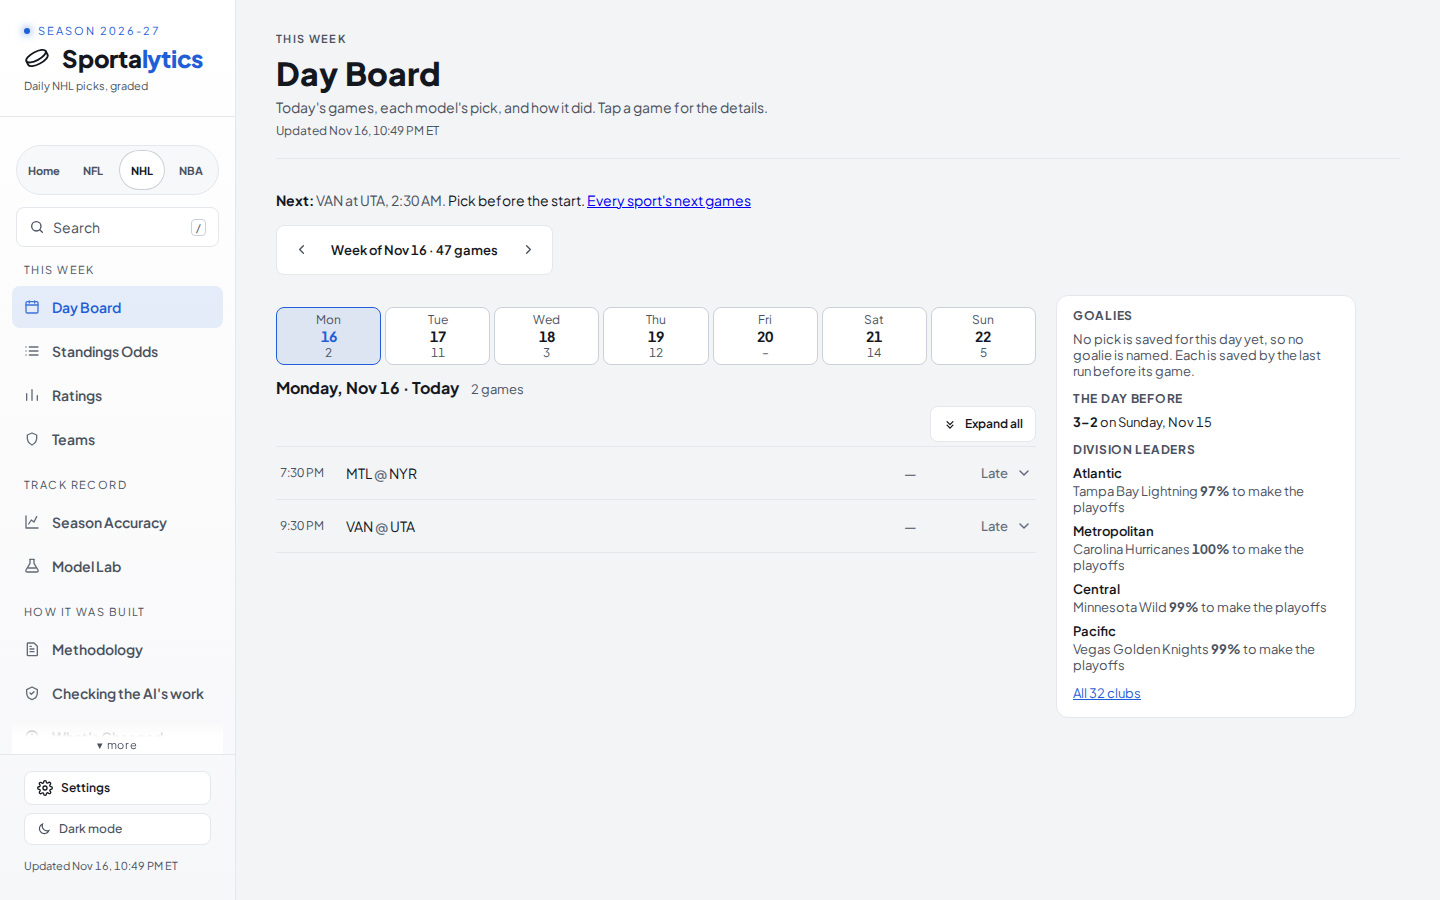 SEASON 2026-27
Sportalytics
Daily NHL picks, graded
Home NFL NHL NBA
Search /
THIS WEEK
Day Board
Standings Odds
Ratings
Teams
TRACK RECORD
Season Accuracy
Model Lab
HOW IT WAS BUILT
Methodology
Checking the AI's work
▾ more
Settings
Dark mode
Updated Nov 16, 10:49 PM ET
THIS WEEK
Day Board
Today's games, each model's pick, and how it did. Tap a game for the details.
Updated Nov 16, 10:49 PM ET
Next: VAN at UTA, 2:30 AM. Pick before the start. Every sport's next games
Week of Nov 16 · 47 games
Mon 16 2
Tue 17 11
Wed 18 3
Thu 19 12
Fri 20 –
Sat 21 14
Sun 22 5
Monday, Nov 16 · Today 2 games
Expand all
7:30 PM MTL @ NYR — Late
9:30 PM VAN @ UTA — Late
GOALIES
No pick is saved for this day yet, so no
goalie is named. Each is saved by the last
run before its game.
THE DAY BEFORE
3–2 on Sunday, Nov 15
DIVISION LEADERS
Atlantic
Tampa Bay Lightning 97% to make the
playoffs
Metropolitan
Carolina Hurricanes 100% to make the
playoffs
Central
Minnesota Wild 99% to make the playoffs
Pacific
Vegas Golden Knights 99% to make the
playoffs
All 32 clubs